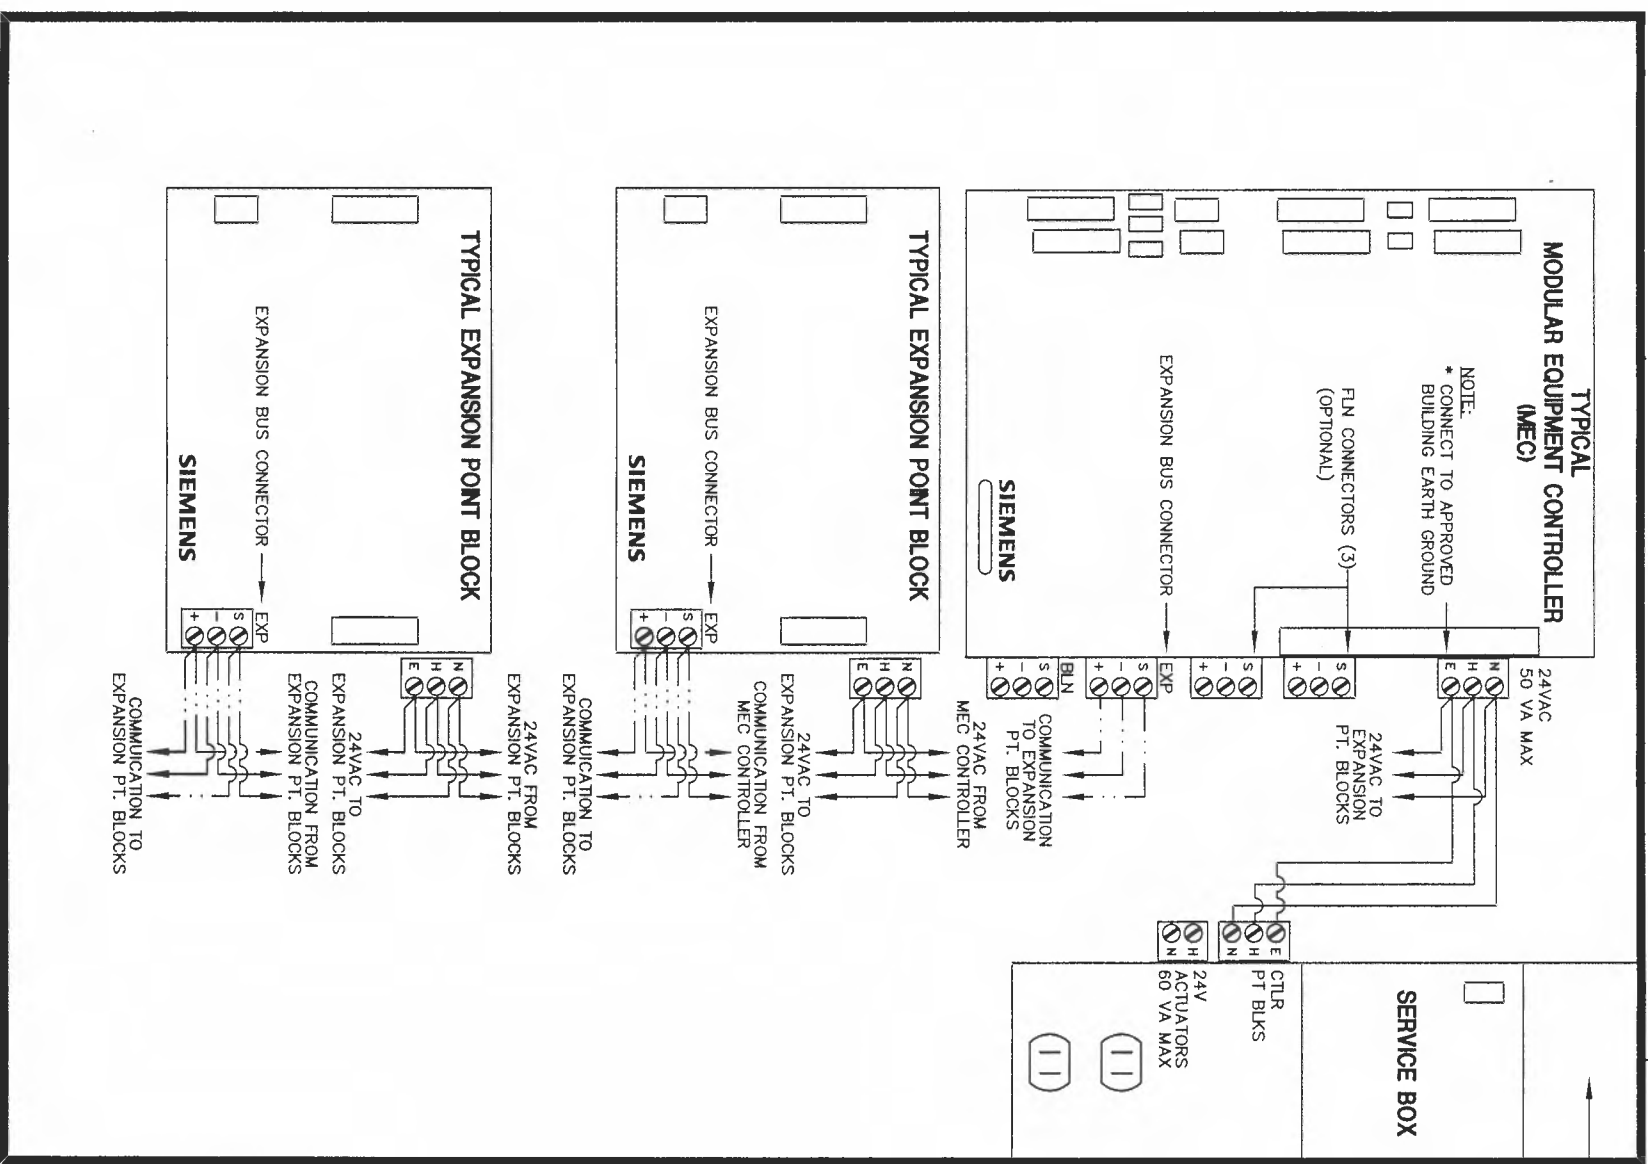 TYPICAL
MODULAR EQUIPMENT CONTROLLER
(MEC)
NOTE:
* CONNECT TO APPROVED
BUILDING EARTH GROUND
FLN CONNECTORS (3)
(OPTIONAL)
EXPANSION BUS CONNECTOR
SIEMENS
24VAC
50 VA MAX
N
H
E
S
-
+
S
-
+
EXP
S
-
+
BLN
S
-
+
24VAC TO
EXPANSION
PT. BLOCKS
COMMUNICATION
TO EXPANSION
PT. BLOCKS
SERVICE BOX
CTLR
PT BLKS
E
H
N
24V
ACTUATORS
60 VA MAX
H
N
TYPICAL EXPANSION POINT BLOCK
EXPANSION BUS CONNECTOR
SIEMENS
EXP
S
-
+
N
H
E
24VAC FROM
MEC CONTROLLER
24VAC TO
EXPANSION PT. BLOCKS
COMMUNICATION FROM
MEC CONTROLLER
COMMUICATION TO
EXPANSION PT. BLOCKS
TYPICAL EXPANSION POINT BLOCK
EXPANSION BUS CONNECTOR
SIEMENS
EXP
S
-
+
N
H
E
24VAC FROM
EXPANSION PT. BLOCKS
24VAC TO
EXPANSION PT. BLOCKS
COMMUNICATION FROM
EXPANSION PT. BLOCKS
COMMUICATION TO
EXPANSION PT. BLOCKS